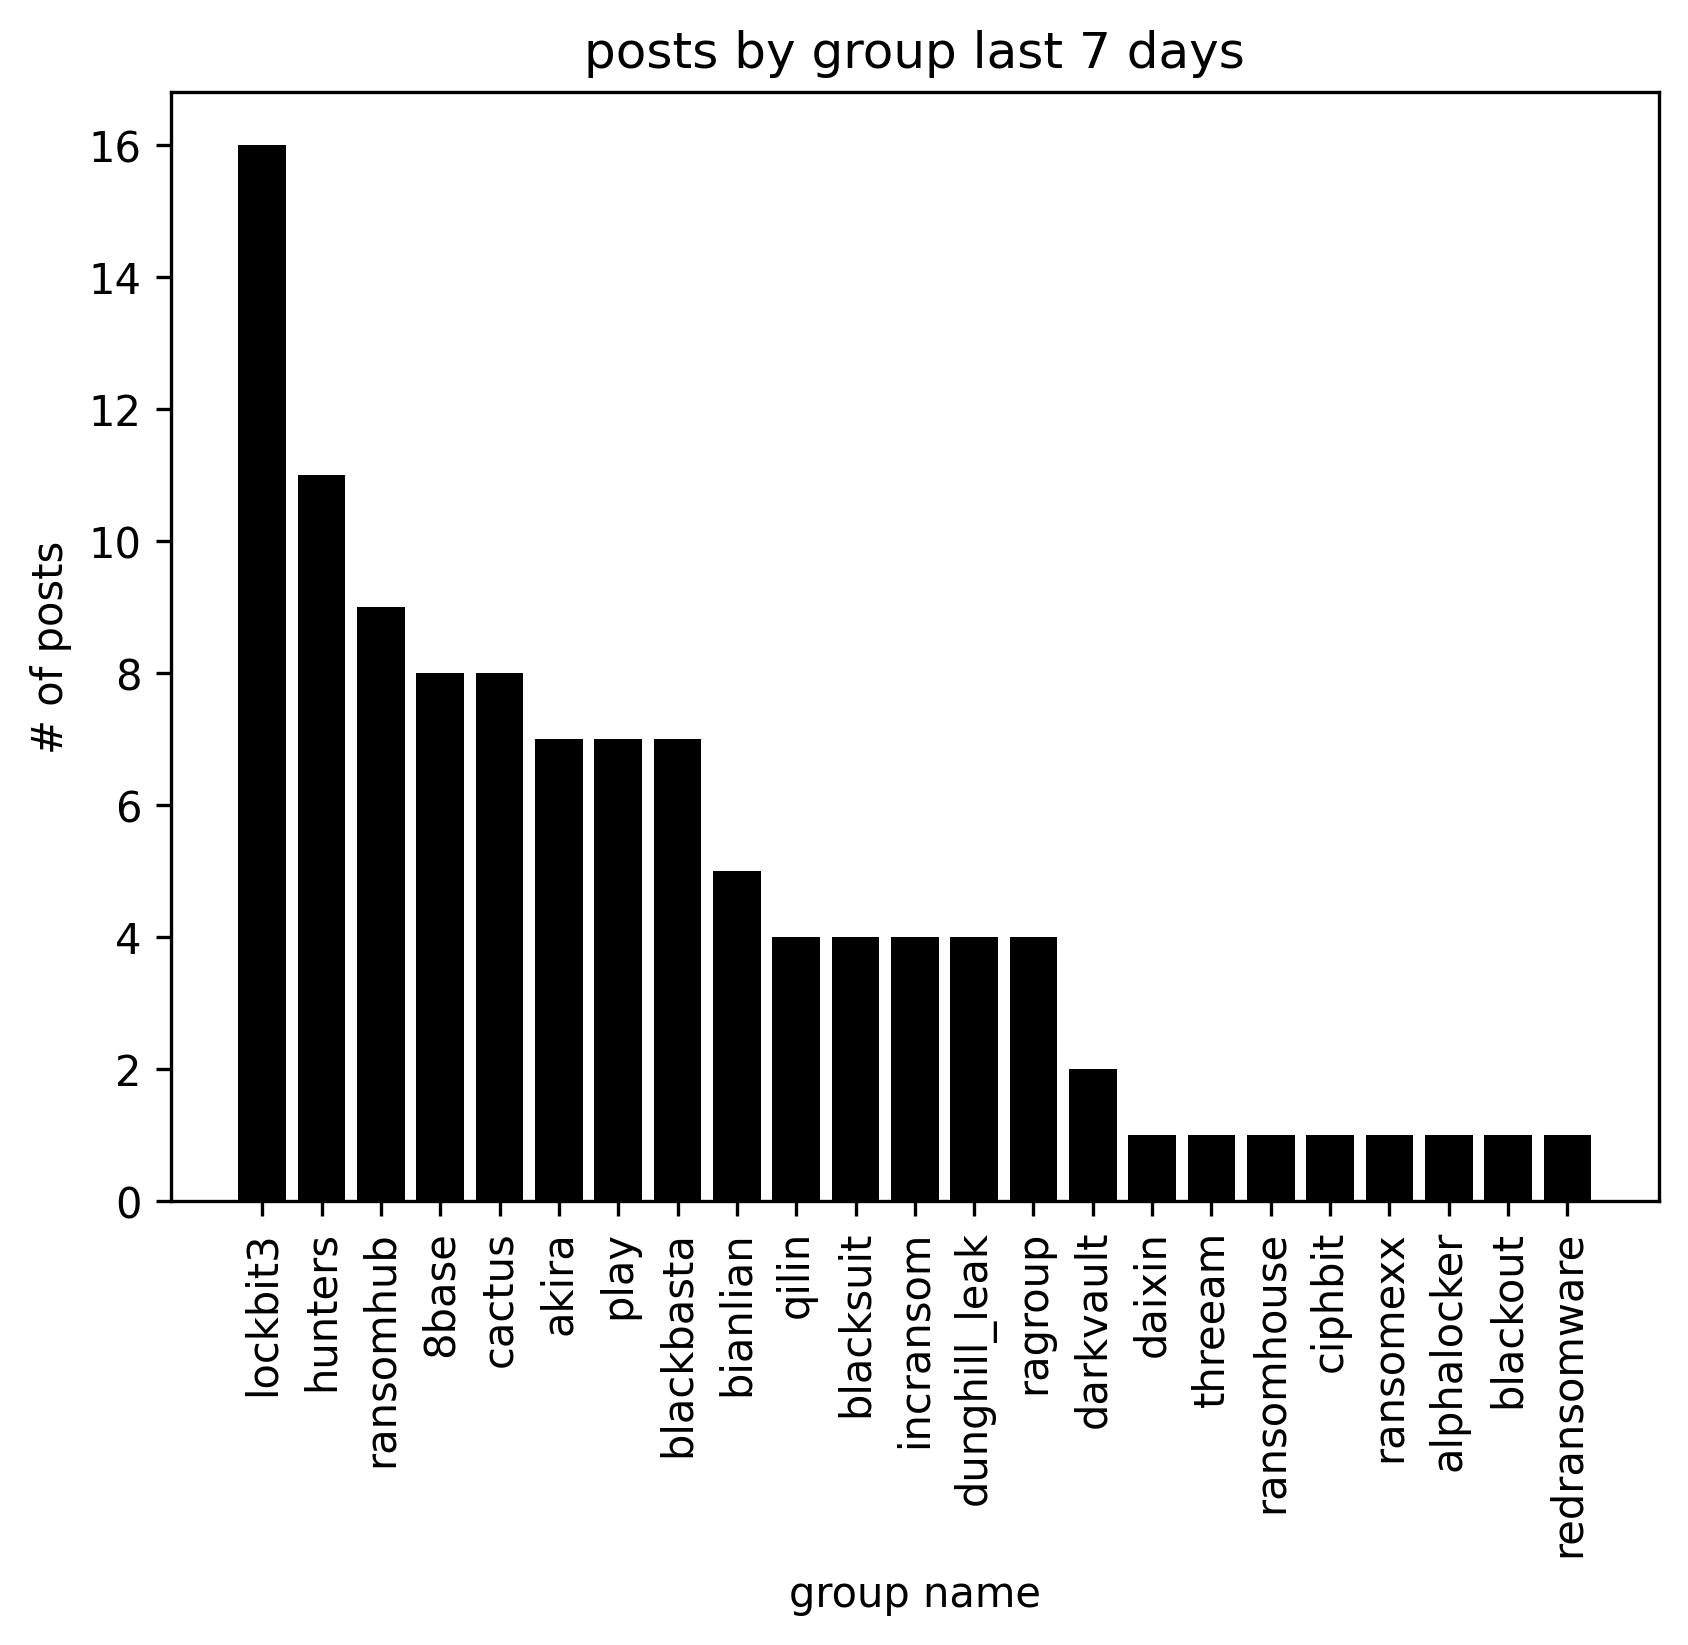 posts by group last 7 days
16
14
12
10
8
6
4
2
0
# of posts
lockbit3
hunters
ransomhub
8base
cactus
akira
play
blackbasta
bianlian
qilin
blacksuit
incransom
dunghill_leak
ragroup
darkvault
daixin
threeam
ransomhouse
ciphbit
ransomexx
alphalocker
blackout
redransomware
group name